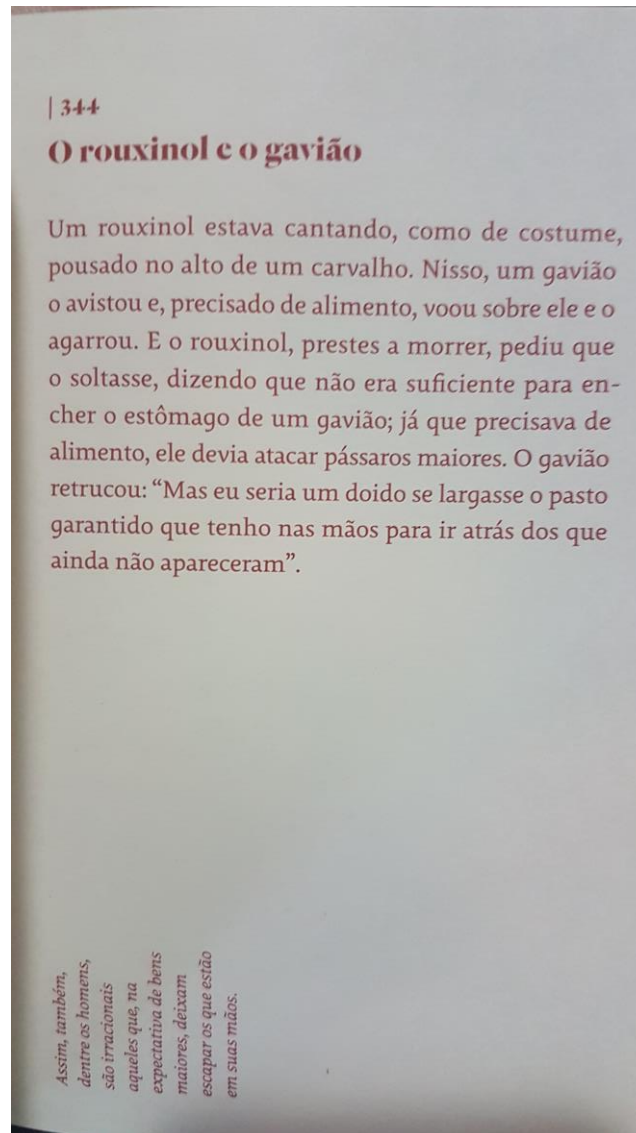 | 344
O rouxinol e o gavião
Um rouxinol estava cantando, como de costume,
pousado no alto de um carvalho. Nisso, um gavião
o avistou e, precisado de alimento, voou sobre ele e o
agarrou. E o rouxinol, prestes a morrer, pediu que
o soltasse, dizendo que não era suficiente para en-
cher o estômago de um gavião; já que precisava de
alimento, ele devia atacar pássaros maiores. O gavião
retrucou: “Mas eu seria um doido se largasse o pasto
garantido que tenho nas mãos para ir atrás dos que
ainda não apareceram”.
Assim, também,
dentre os homens,
são irracionais
aqueles que, na
expectativa de bens
maiores, deixam
escapar os que estão
em suas mãos.